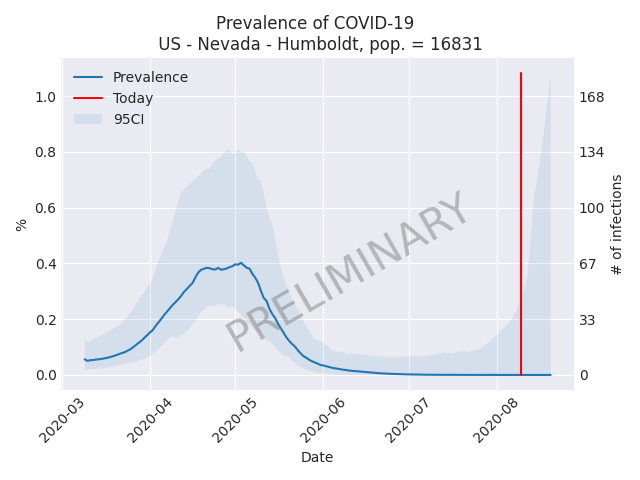 Prevalence of COVID-19
US - Nevada - Humboldt, pop. = 16831
Prevalence
Today
95CI
1.0
0.8
0.6
0.4
0.2
0.0
%
168
134
100
67
33
0
# of infections
PRELIMINARY
2020-03
2020-04
2020-05
2020-06
2020-07
2020-08
Date